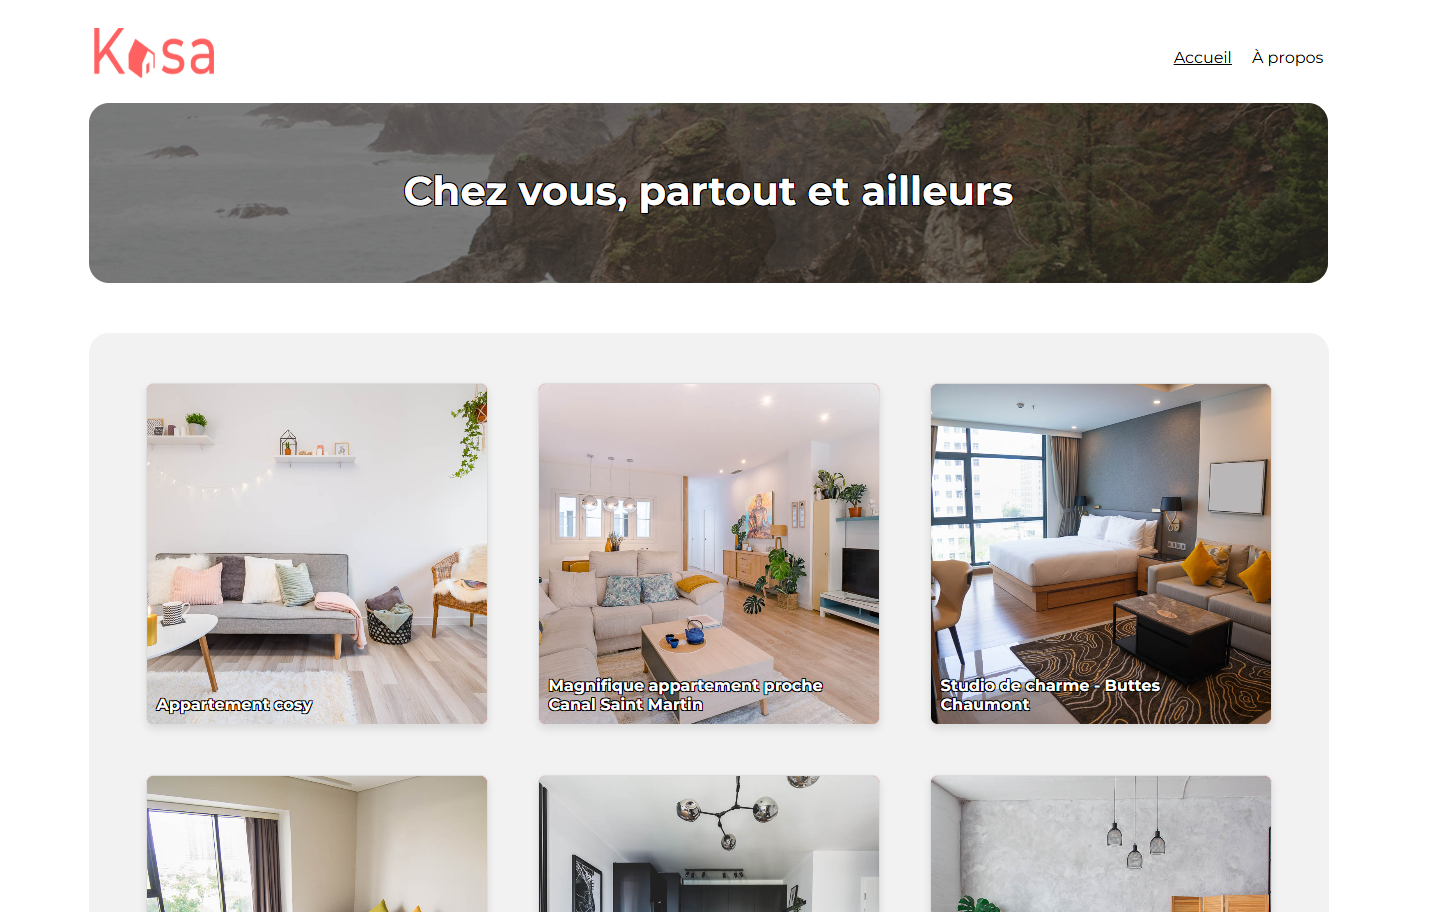 Kasa
Accueil
À propos
Chez vous, partout et ailleurs
Appartement cosy
Magnifique appartement proche
Canal Saint Martin
Studio de charme - Buttes
Chaumont